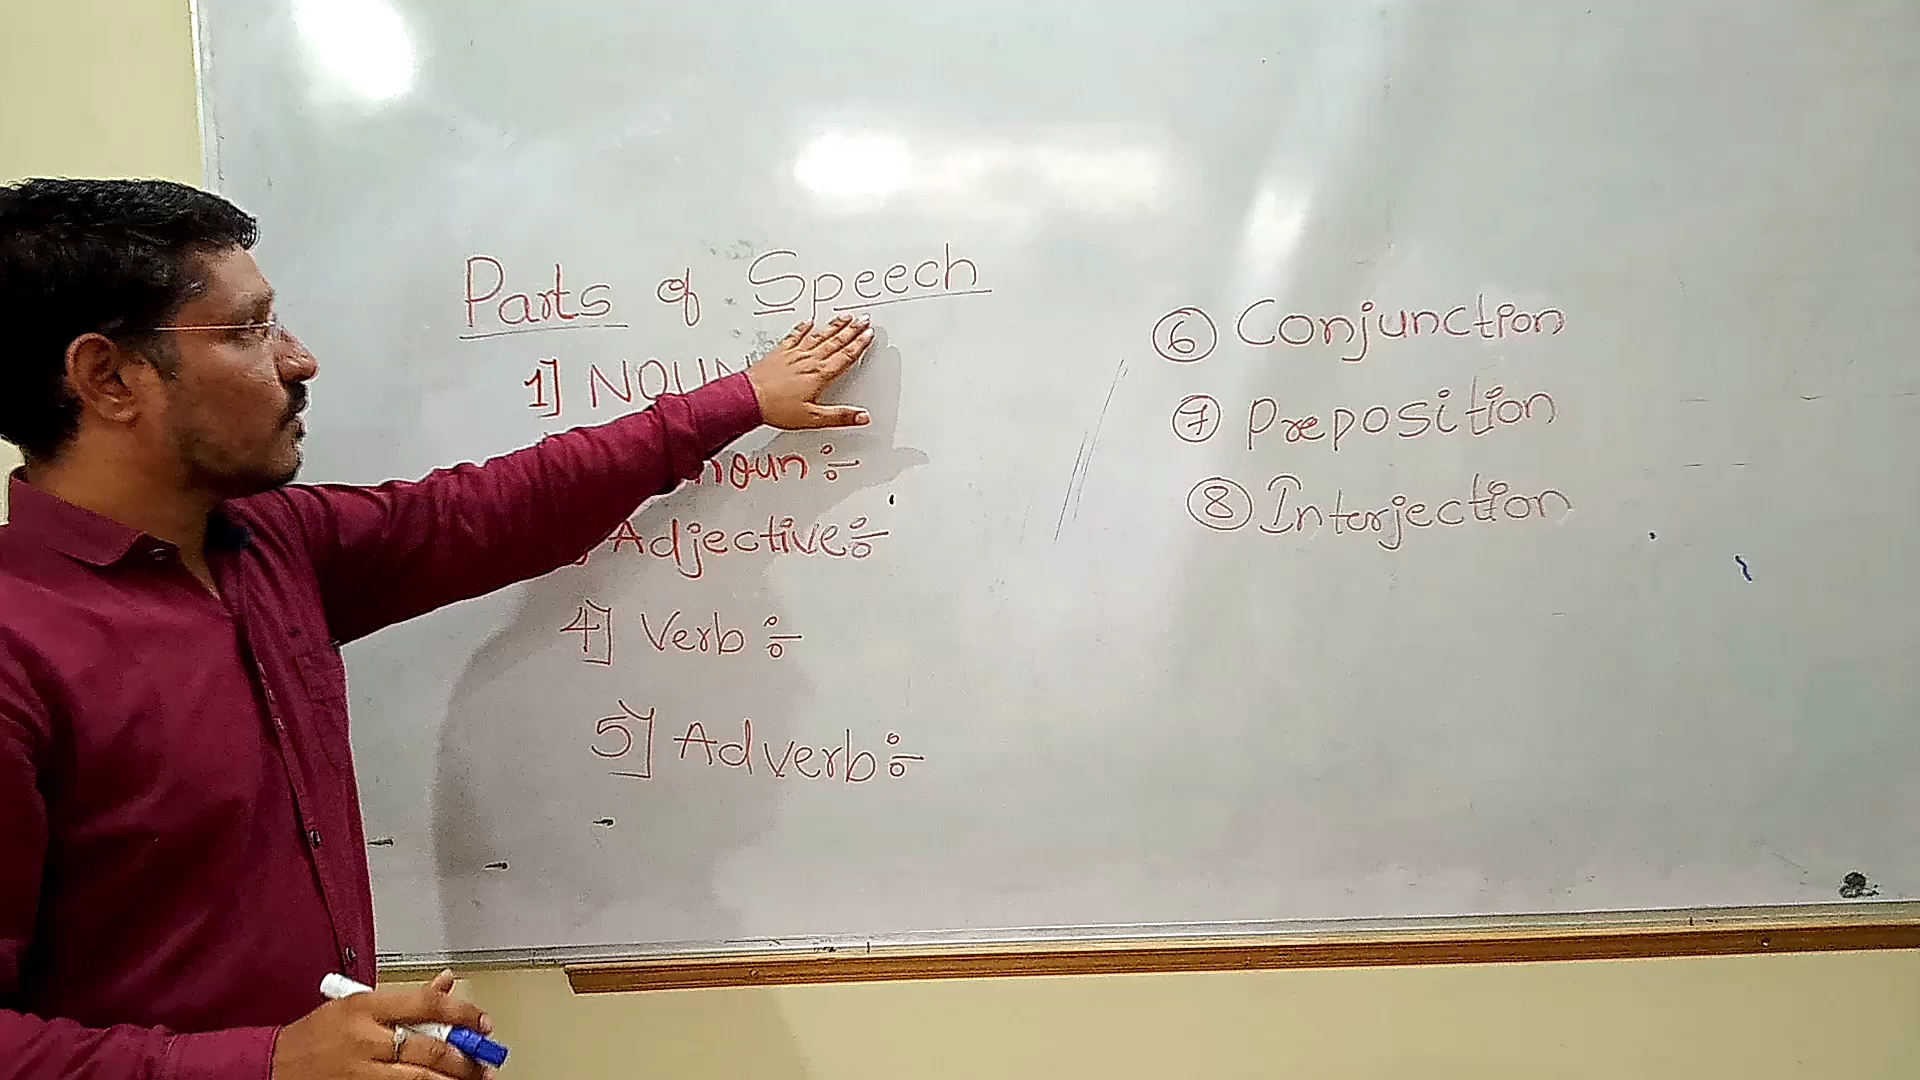 Parts of Speech
1] NOUN
noun ÷
Adjective ÷
4] Verb ÷
5] Adverb ÷
6 Conjunction
7 Preposition
8 Interjection